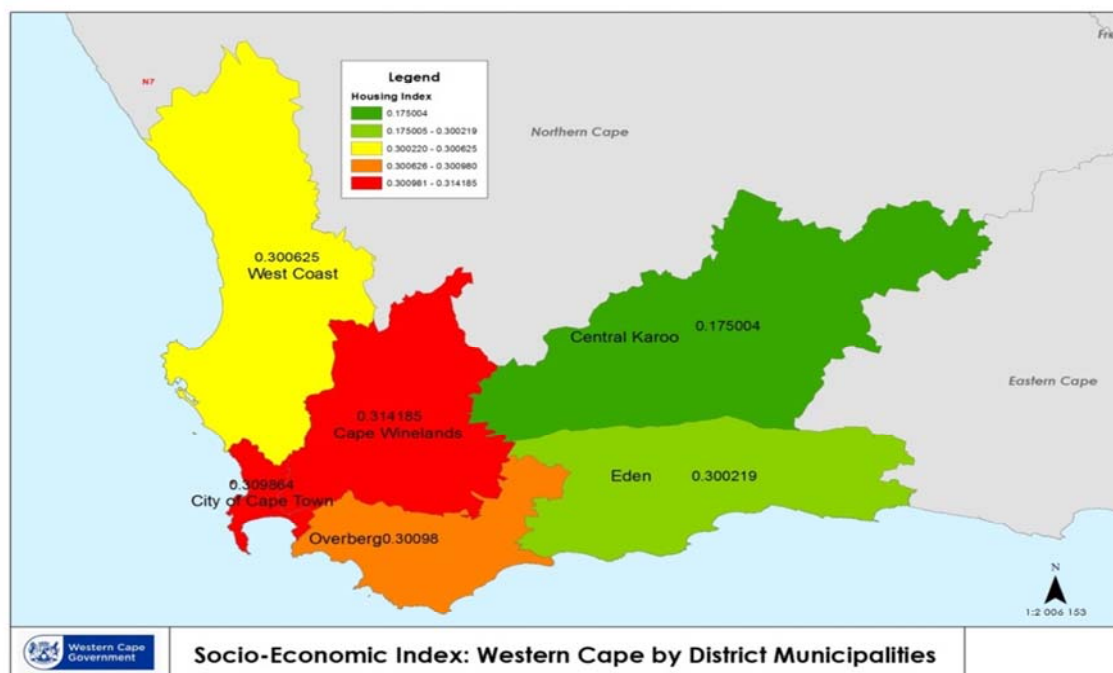 Frie
N7
Legend
Housing Index
0.175004
0.175005 - 0.300219
0.300220 - 0.300625
0.300626 - 0.300980
0.300981 - 0.314185
Northern Cape
0.300625
West Coast
Central Karoo 0.175004
Eastern Cape
0.314185
Cape Winelands
Eden 0.300219
0.309864
City of Cape Town
Overberg0.30098
N
1:2 006 153
Western Cape
Government
Socio-Economic Index: Western Cape by District Municipalities